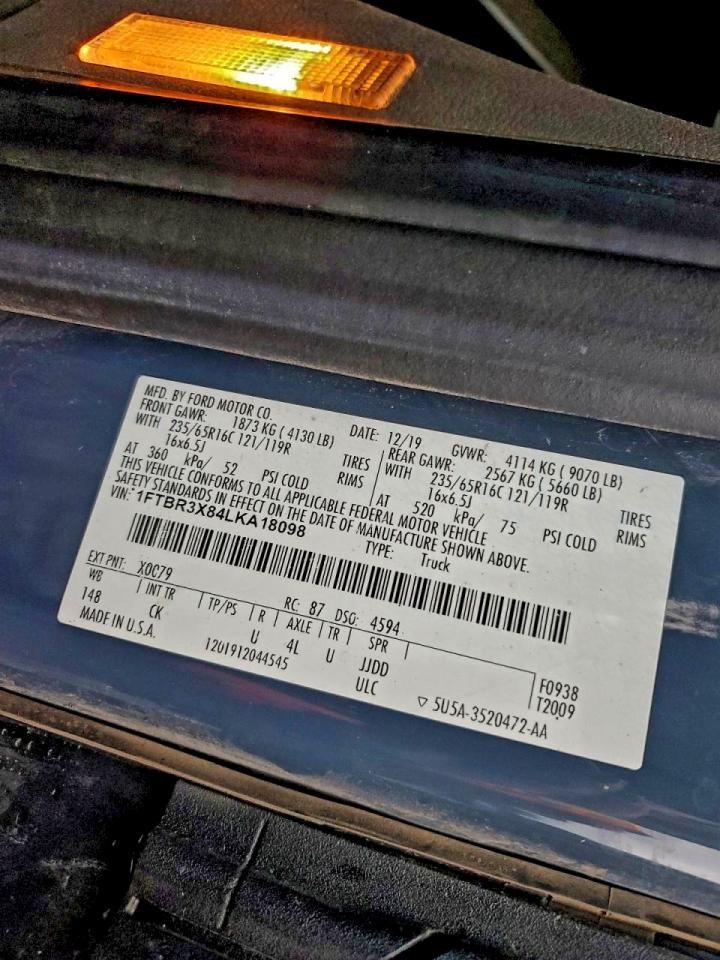 MFD. BY FORD MOTOR CO. DATE: 12/19 GVWR: 4114 KG ( 9070 LB)
FRONT GAWR: 1873 KG ( 4130 LB) REAR GAWR: 2567 KG ( 5660 LB)
WITH 235/65R16C 121/119R TIRES WITH 235/65R16C 121/119R TIRES
16x6.5J RIMS 16x6.5J RIMS
AT 360 kPa/ 52 PSI COLD AT 520 kPa/ 75 PSI COLD
THIS VEHICLE CONFORMS TO ALL APPLICABLE FEDERAL MOTOR VEHICLE
SAFETY STANDARDS IN EFFECT ON THE DATE OF MANUFACTURE SHOWN ABOVE.
VIN: 1FTBR3X84LKA18098 TYPE: Truck
EXT PNT: X0C79 RC: 87 DSO: 4594
WB INT TR TP/PS R AXLE TR SPR F0938
148 CK U 4L U JJDD T2009
MADE IN U.S.A. 1201912044545 ULC ▽ 5U5A-3520472-AA